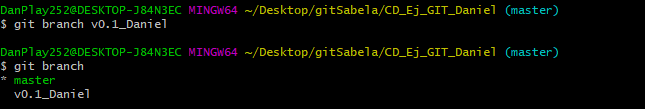 DanPlay252@DESKTOP-J84N3EC MINGW64 ~/Desktop/gitSabela/CD_Ej_GIT_Daniel (master)
$ git branch v0.1_Daniel
DanPlay252@DESKTOP-J84N3EC MINGW64 ~/Desktop/gitSabela/CD_Ej_GIT_Daniel (master)
$ git branch
* master
v0.1_Daniel